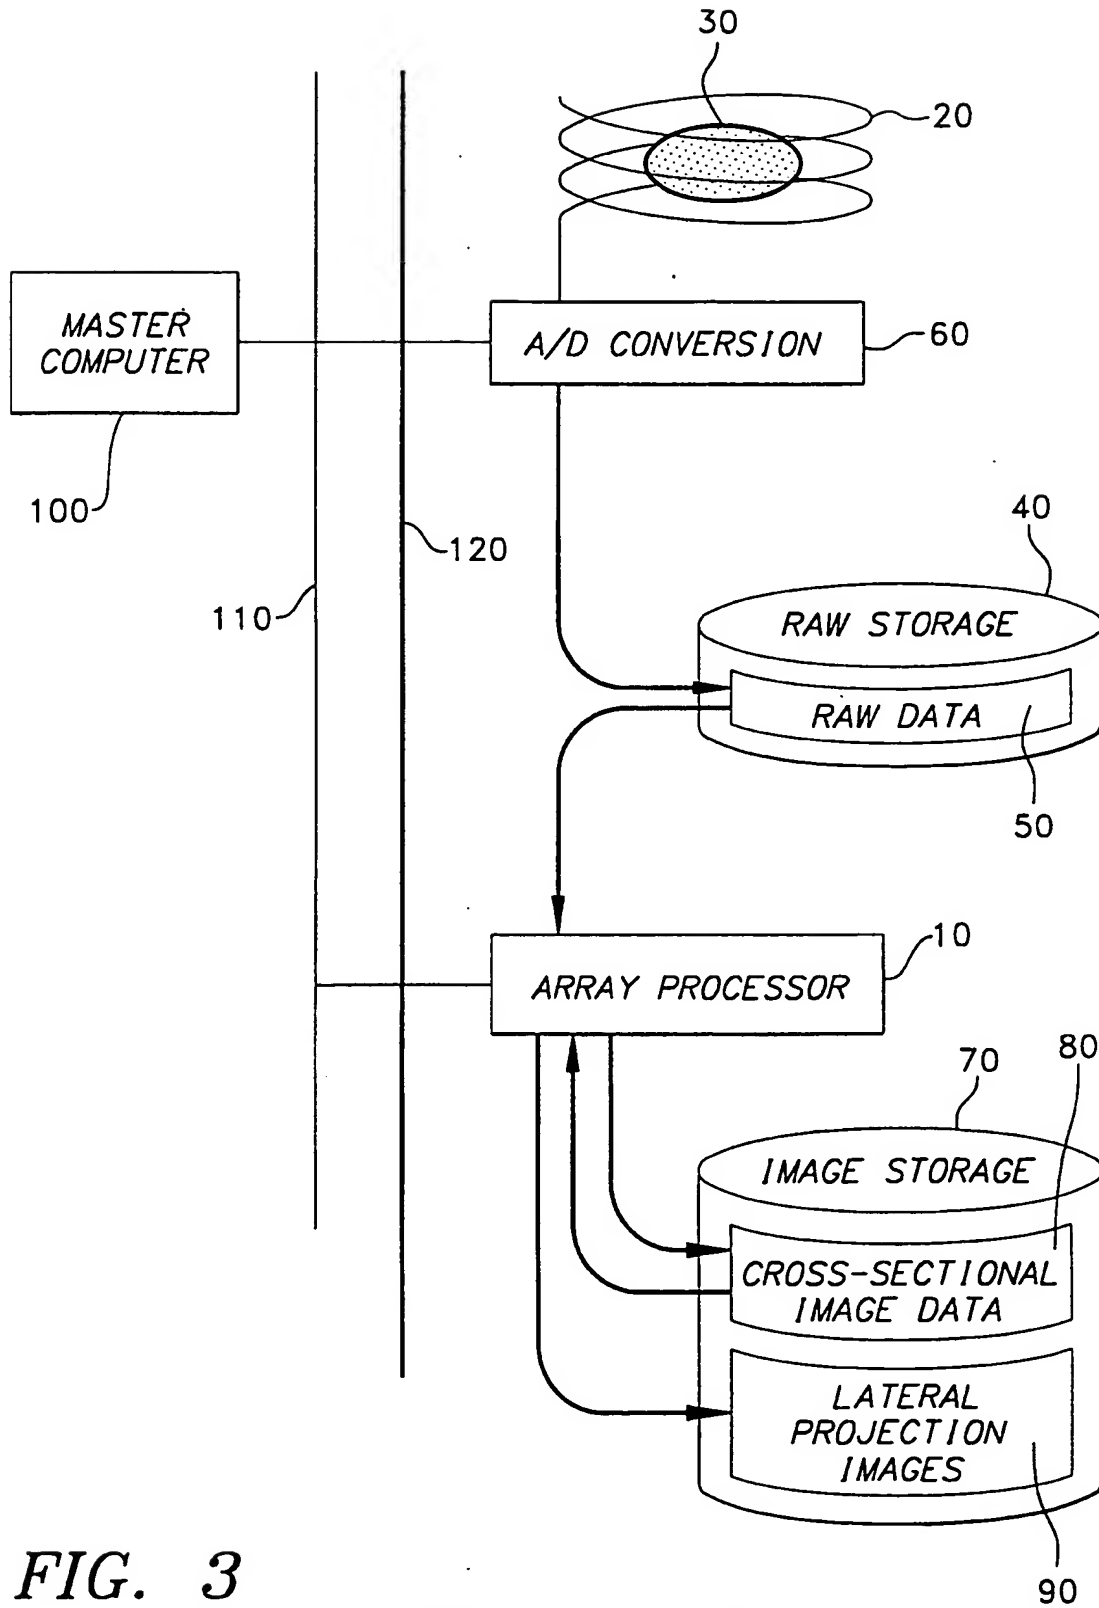 30
20
MASTER
COMPUTER
A/D CONVERSION
60
100
120
110
40
RAW STORAGE
RAW DATA
50
10
ARRAY PROCESSOR
80
70
IMAGE STORAGE
CROSS-SECTIONAL
IMAGE DATA
LATERAL
PROJECTION
IMAGES
FIG. 3
90